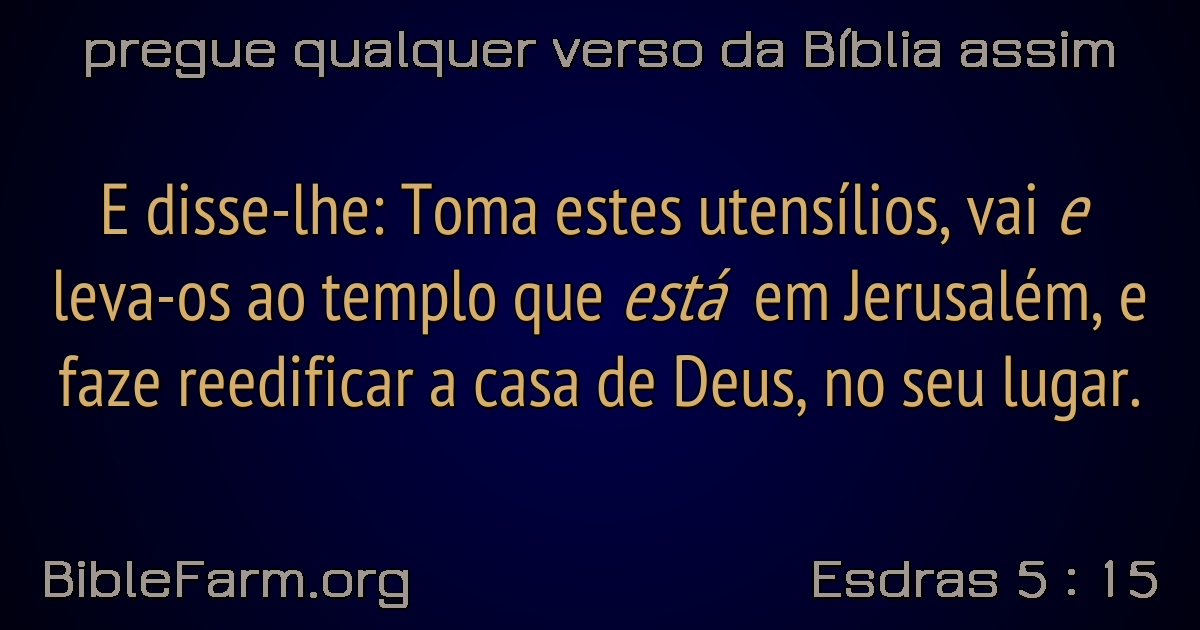 pregue qualquer verso da Bíblia assim
E disse-lhe: Toma estes utensílios, vai e
leva-os ao templo que está em Jerusalém, e
faze reedificar a casa de Deus, no seu lugar.
BibleFarm.org
Esdras 5 : 15